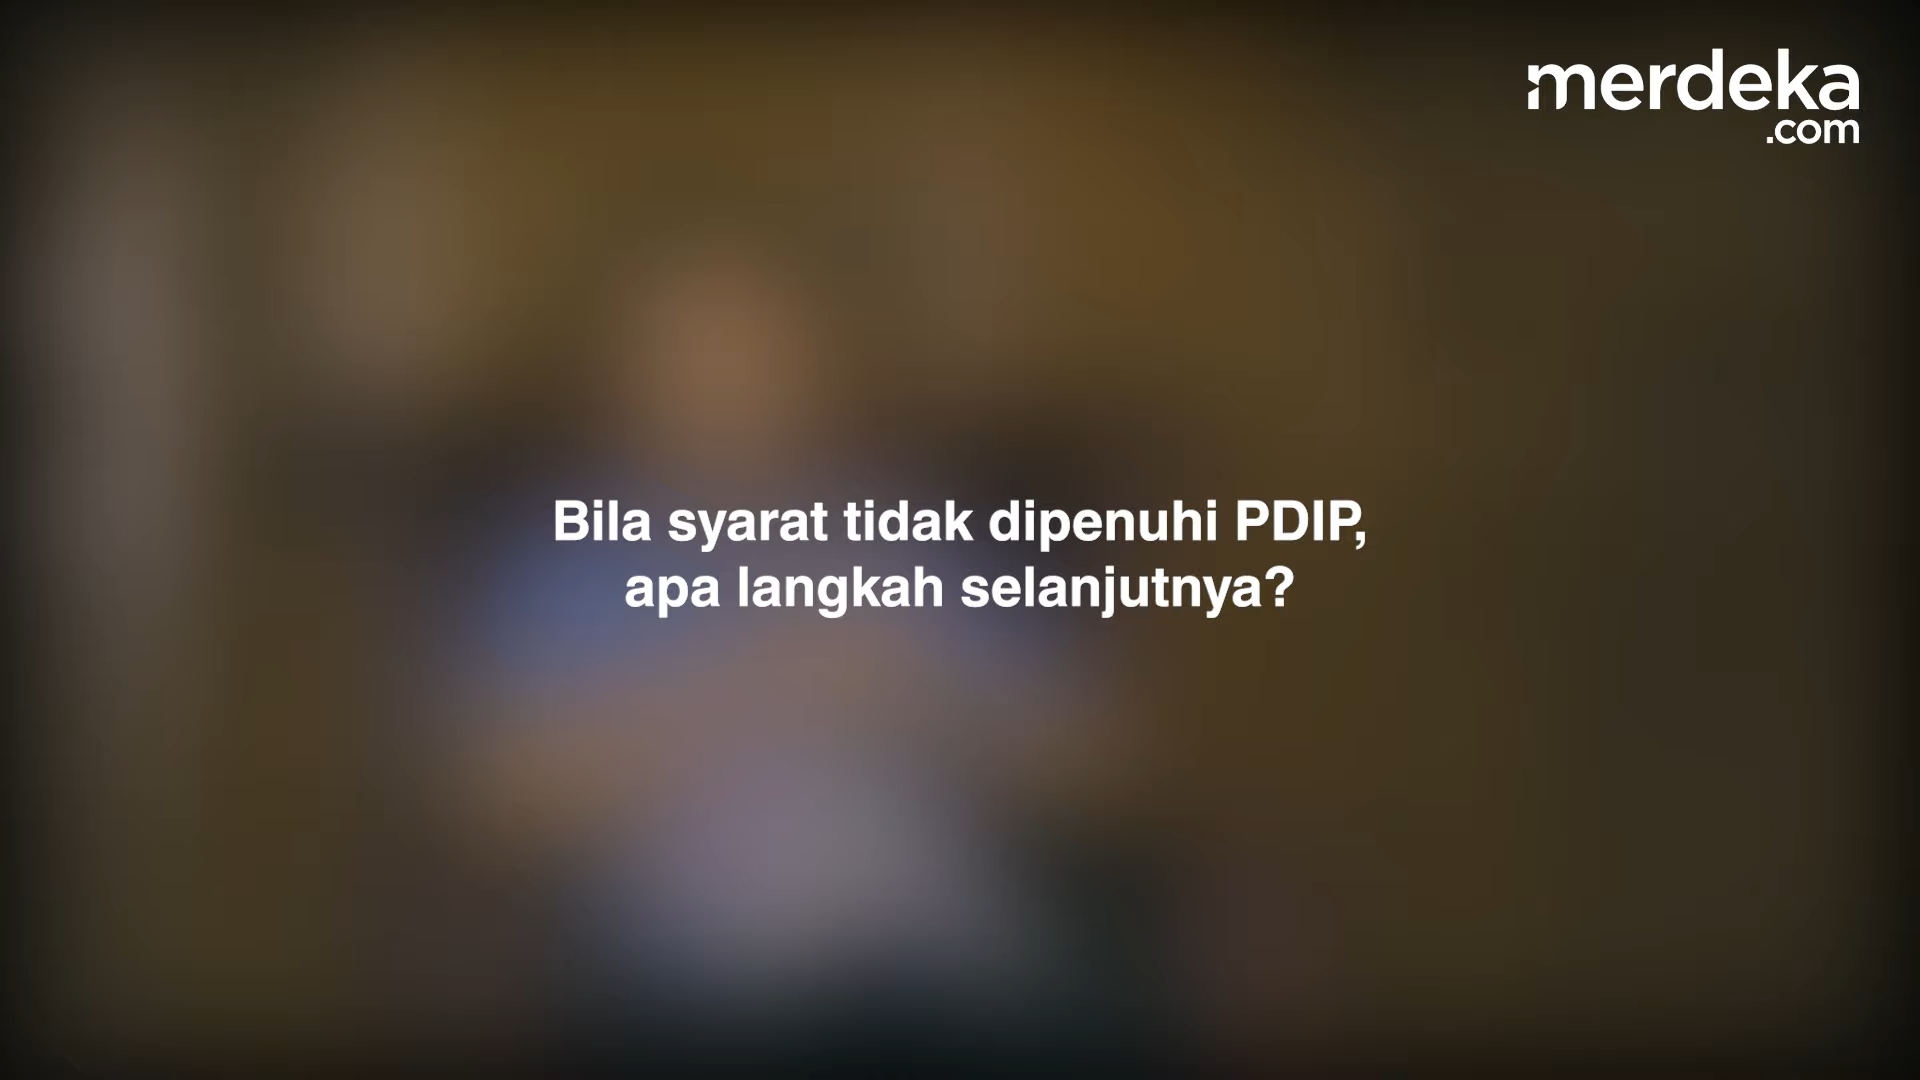 merdeka
.com
Bila syarat tidak dipenuhi PDIP,
apa langkah selanjutnya?